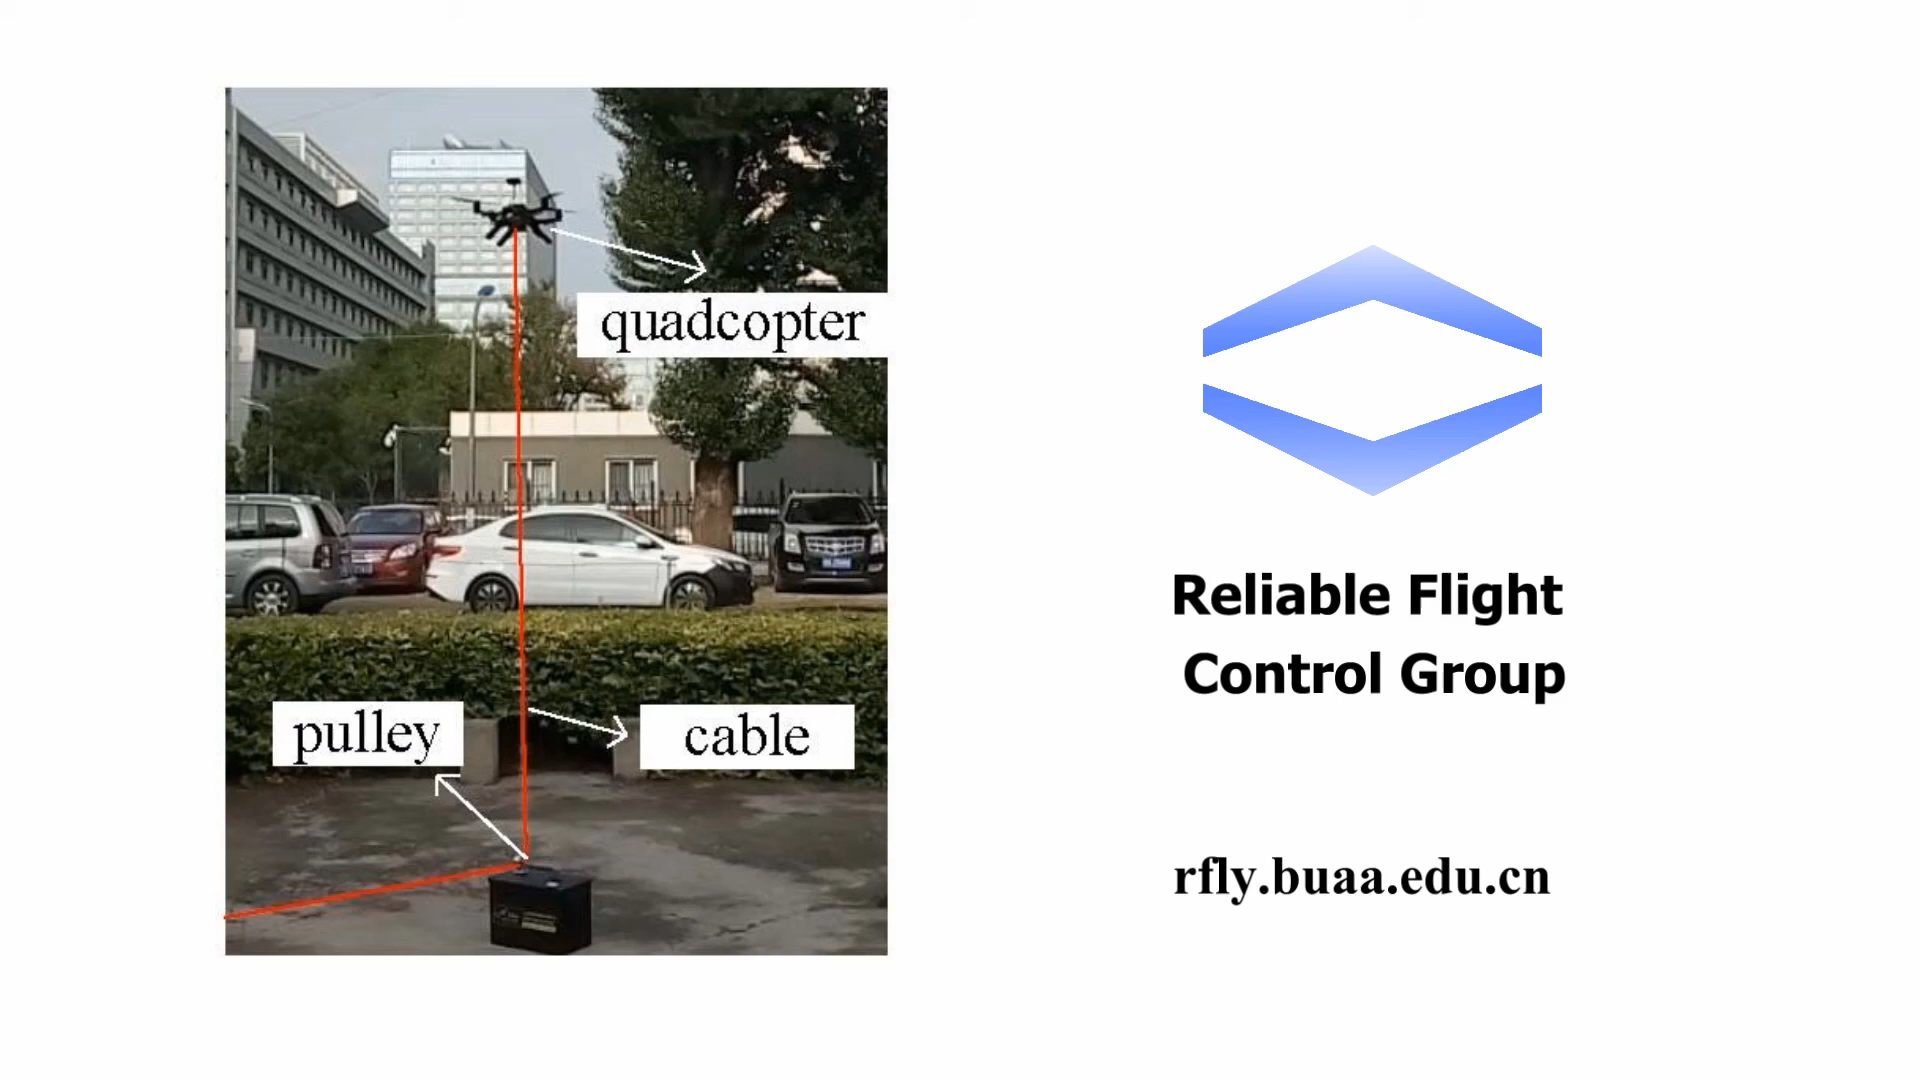 quadcopter
pulley
cable
Reliable Flight
Control Group
rfly.buaa.edu.cn